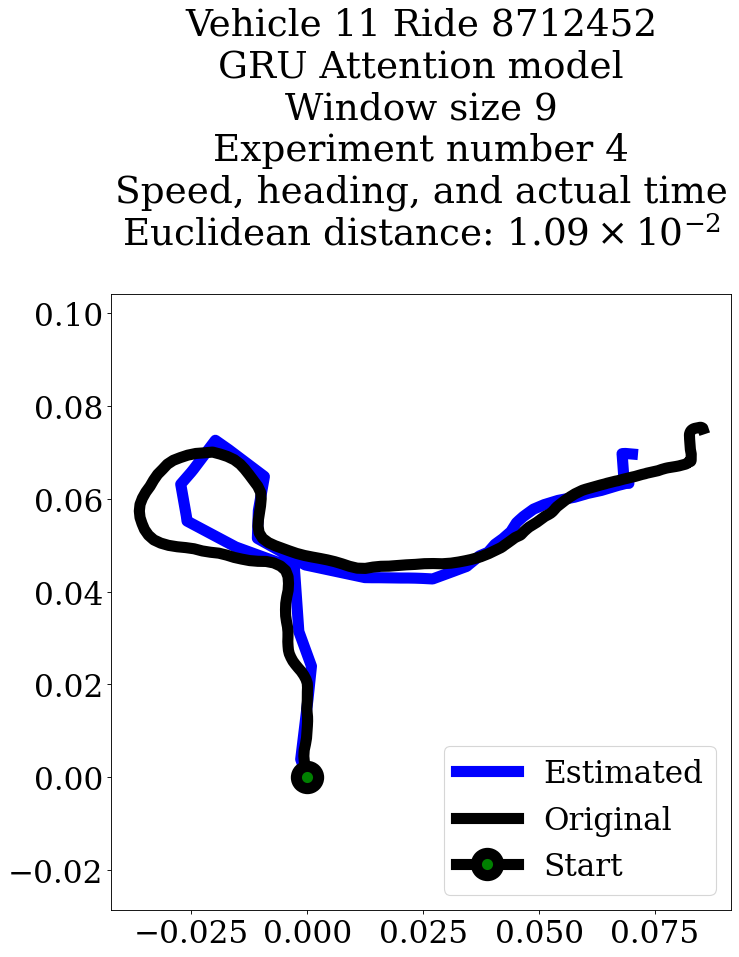 Vehicle 11 Ride 8712452
GRU Attention model
Window size 9
Experiment number 4
Speed, heading, and actual time
Euclidean distance: 1.09 × 10⁻²
0.10
0.08
0.06
0.04
0.02
0.00
−0.02
Estimated
Original
Start
−0.025 0.000 0.025 0.050 0.075